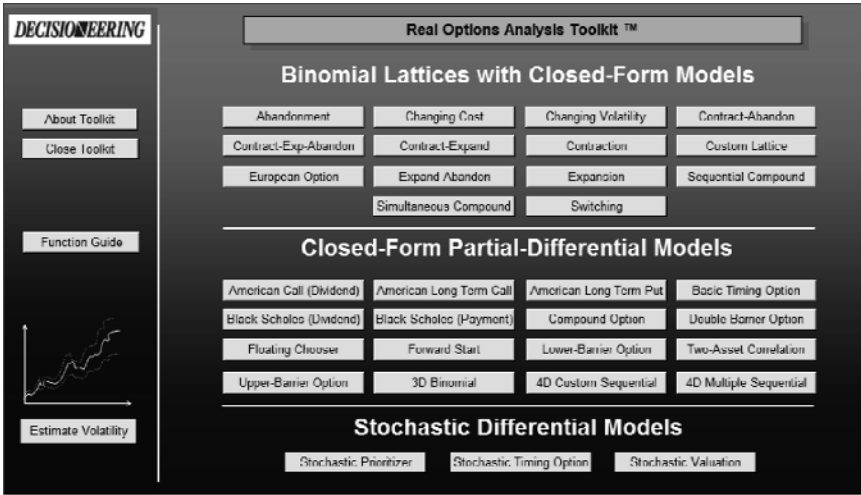 DECISIONEERING
Real Options Analysis Toolkit ™
Binomial Lattices with Closed-Form Models
About Toolkit
Close Toolkit
Function Guide
Estimate Volatility
Abandonment Changing Cost Changing Volatility Contract-Abandon
Contract-Exp-Abandon Contract-Expand Contraction Custom Lattice
European Option Expand Abandon Expansion Sequential Compound
Simultaneous Compound Switching
Closed-Form Partial-Differential Models
American Call (Dividend) American Long Term Call American Long Term Put Basic Timing Option
Black Scholes (Dividend) Black Scholes (Payment) Compound Option Double Barrier Option
Floating Chooser Forward Start Lower-Barrier Option Two-Asset Correlation
Upper-Barrier Option 3D Binomial 4D Custom Sequential 4D Multiple Sequential
Stochastic Differential Models
Stochastic Prioritizer Stochastic Timing Option Stochastic Valuation